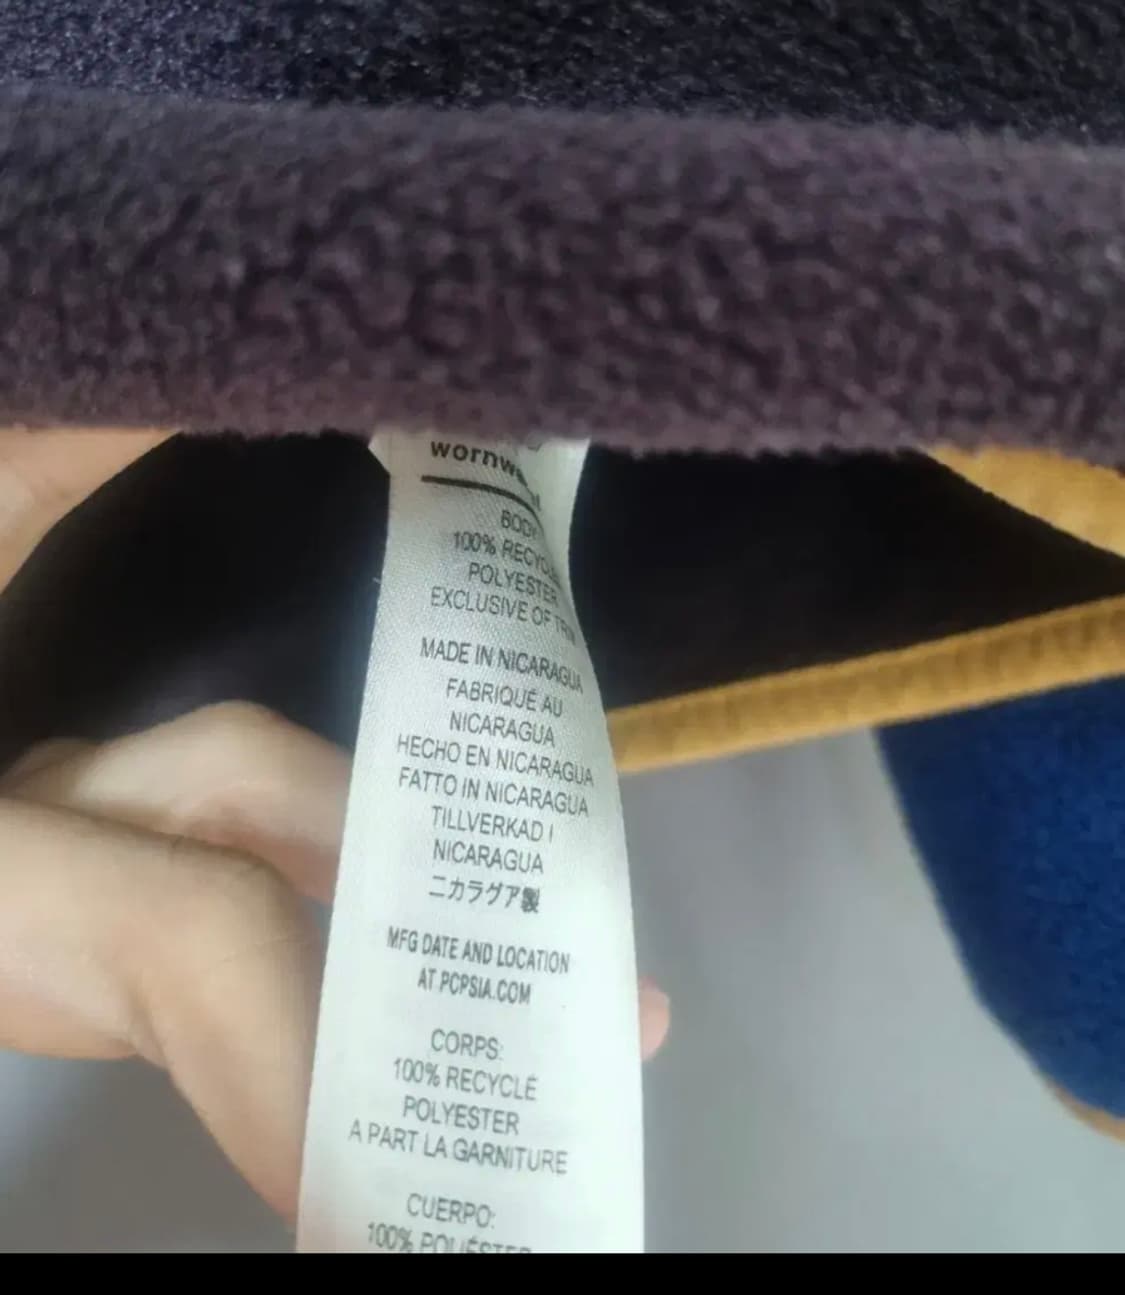 BODY
100%
POLYESTER
EXCLUSIVE OF
MADE IN NICARAGUA
FABRIQUÉ AU
NICARAGUA
HECHO EN NICARAGUA
FATTO IN NICARAGUA
TILLVERKAD I
NICARAGUA
ニカラグア製
MFG DATE AND LOCATION
AT PCPSIA.COM
CORPS:
100% RECYCLÉ
POLYESTER
A PART LA GARNITURE
CUERPO:
100%